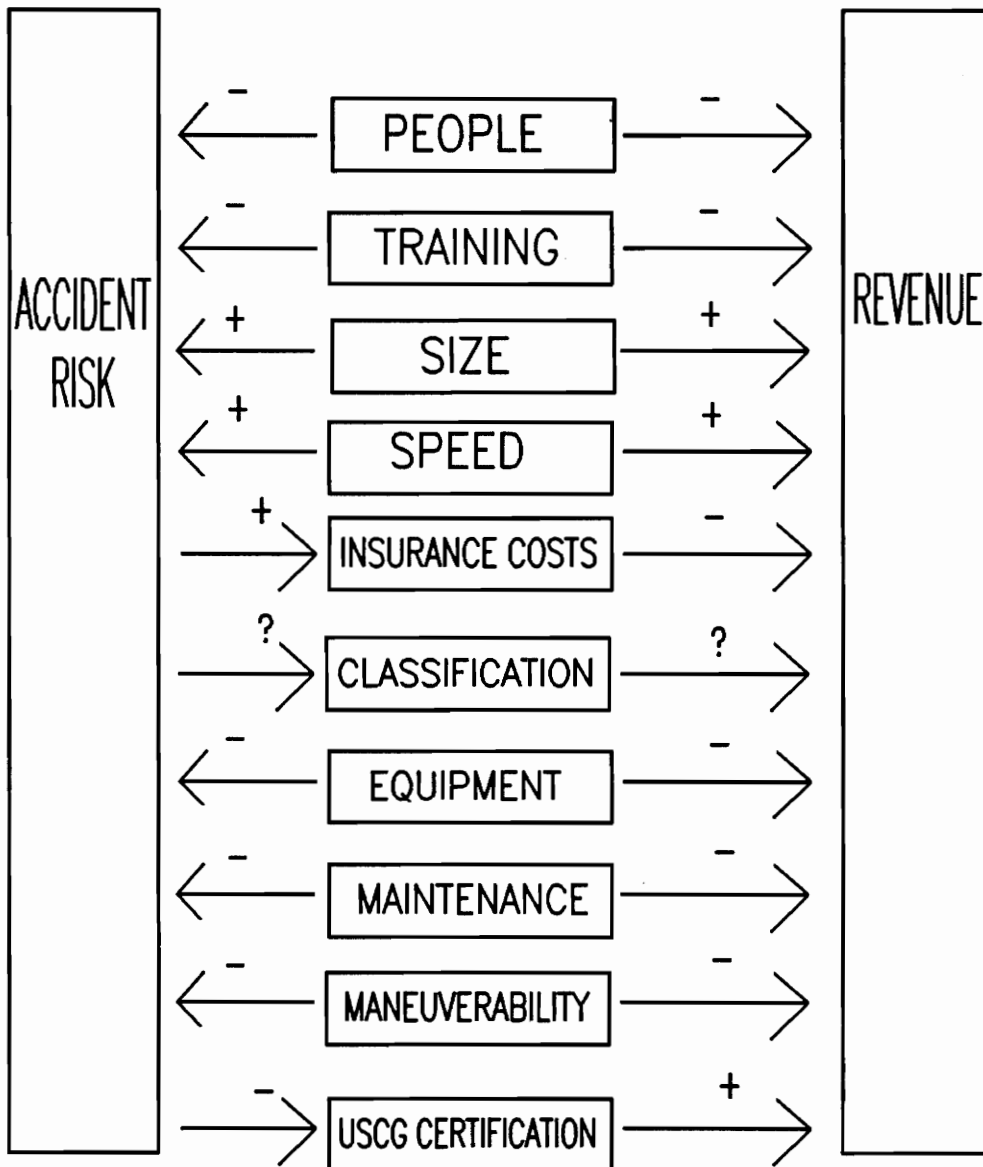 ACCIDENT
RISK
REVENUE
- PEOPLE -
- TRAINING -
+ SIZE +
+ SPEED +
+ INSURANCE COSTS -
? CLASSIFICATION ?
- EQUIPMENT -
- MAINTENANCE -
- MANEUVERABILITY -
- USCG CERTIFICATION +